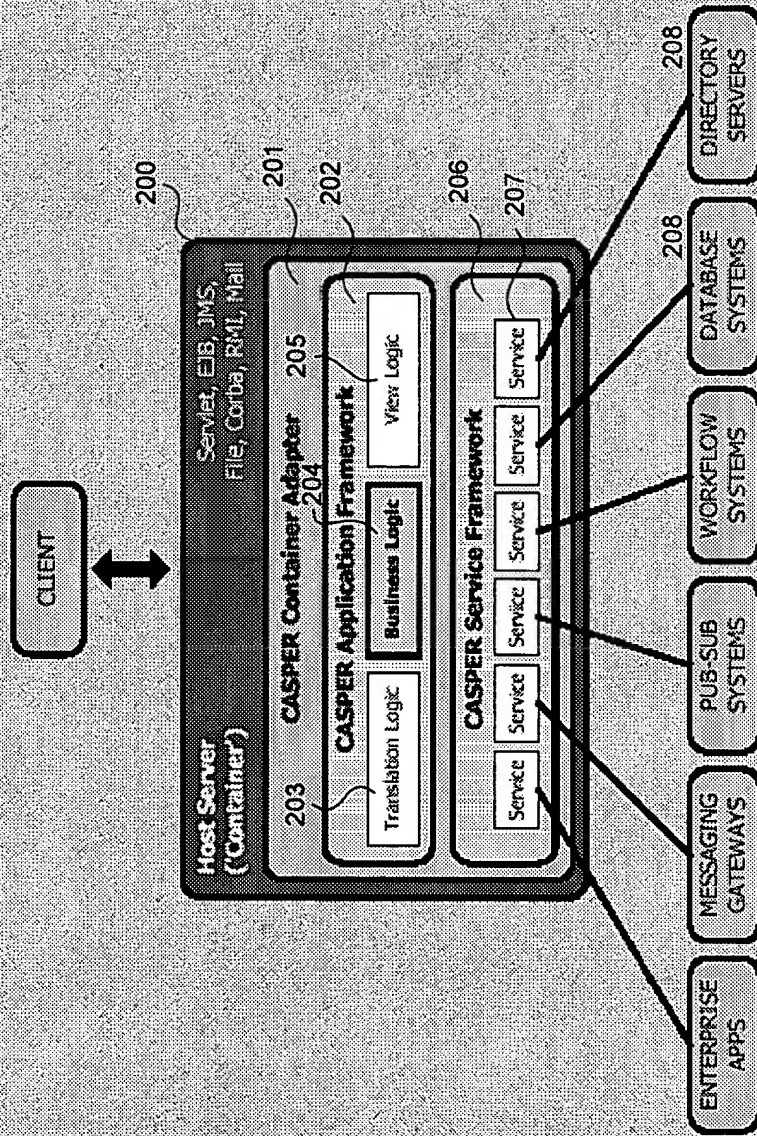 CLIENT
Host Server
('Container')
Servlet, EJB, JMS,
File, Corba, RMI, Mail
200
CASPER Container Adapter
201
204
CASPER Application Framework
205
202
203
Translation Logic
Business Logic
View Logic
CASPER Service Framework
206
Service
Service
Service
Service
Service
Service
207
ENTERPRISE
APPS
MESSAGING
GATEWAYS
PUB-SUB
SYSTEMS
WORKFLOW
SYSTEMS
208
DATABASE
SYSTEMS
208
DIRECTORY
SERVERS